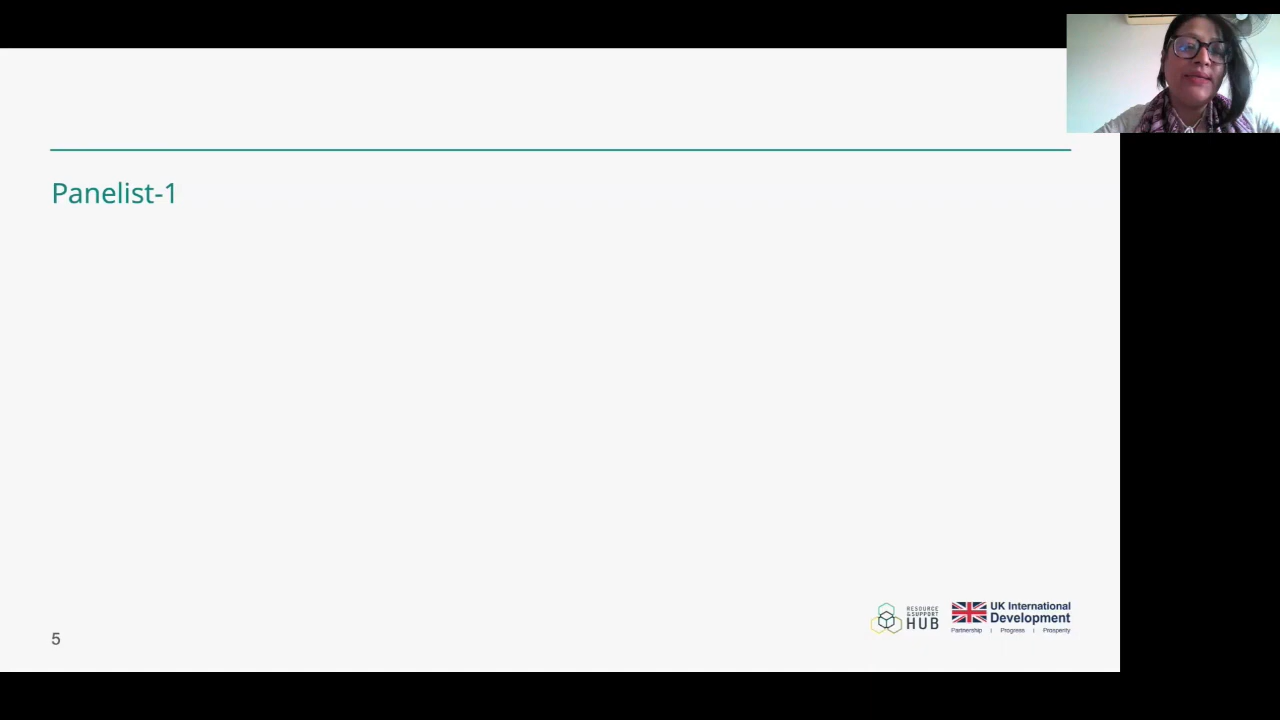 Panelist-1
RESOURCE
&SUPPORT
HUB
UK International
Development
Partnership | Progress | Prosperity
5